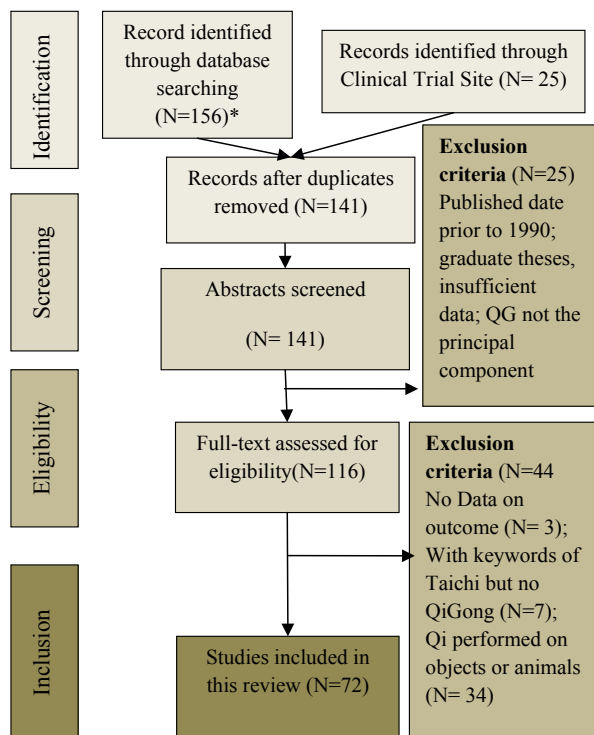 Identification
Record identified
through database
searching
(N=156)*
Records identified through
Clinical Trial Site (N= 25)
Records after duplicates
removed (N=141)
Exclusion
criteria (N=25)
Published date
prior to 1990;
graduate theses,
insufficient
data; QG not the
principal
component
Screening
Abstracts screened
(N= 141)
Eligibility
Full-text assessed for
eligibility(N=116)
Exclusion
criteria (N=44
No Data on
outcome (N= 3);
With keywords of
Taichi but no
QiGong (N=7);
Qi performed on
objects or animals
(N= 34)
Inclusion
Studies included in
this review (N=72)